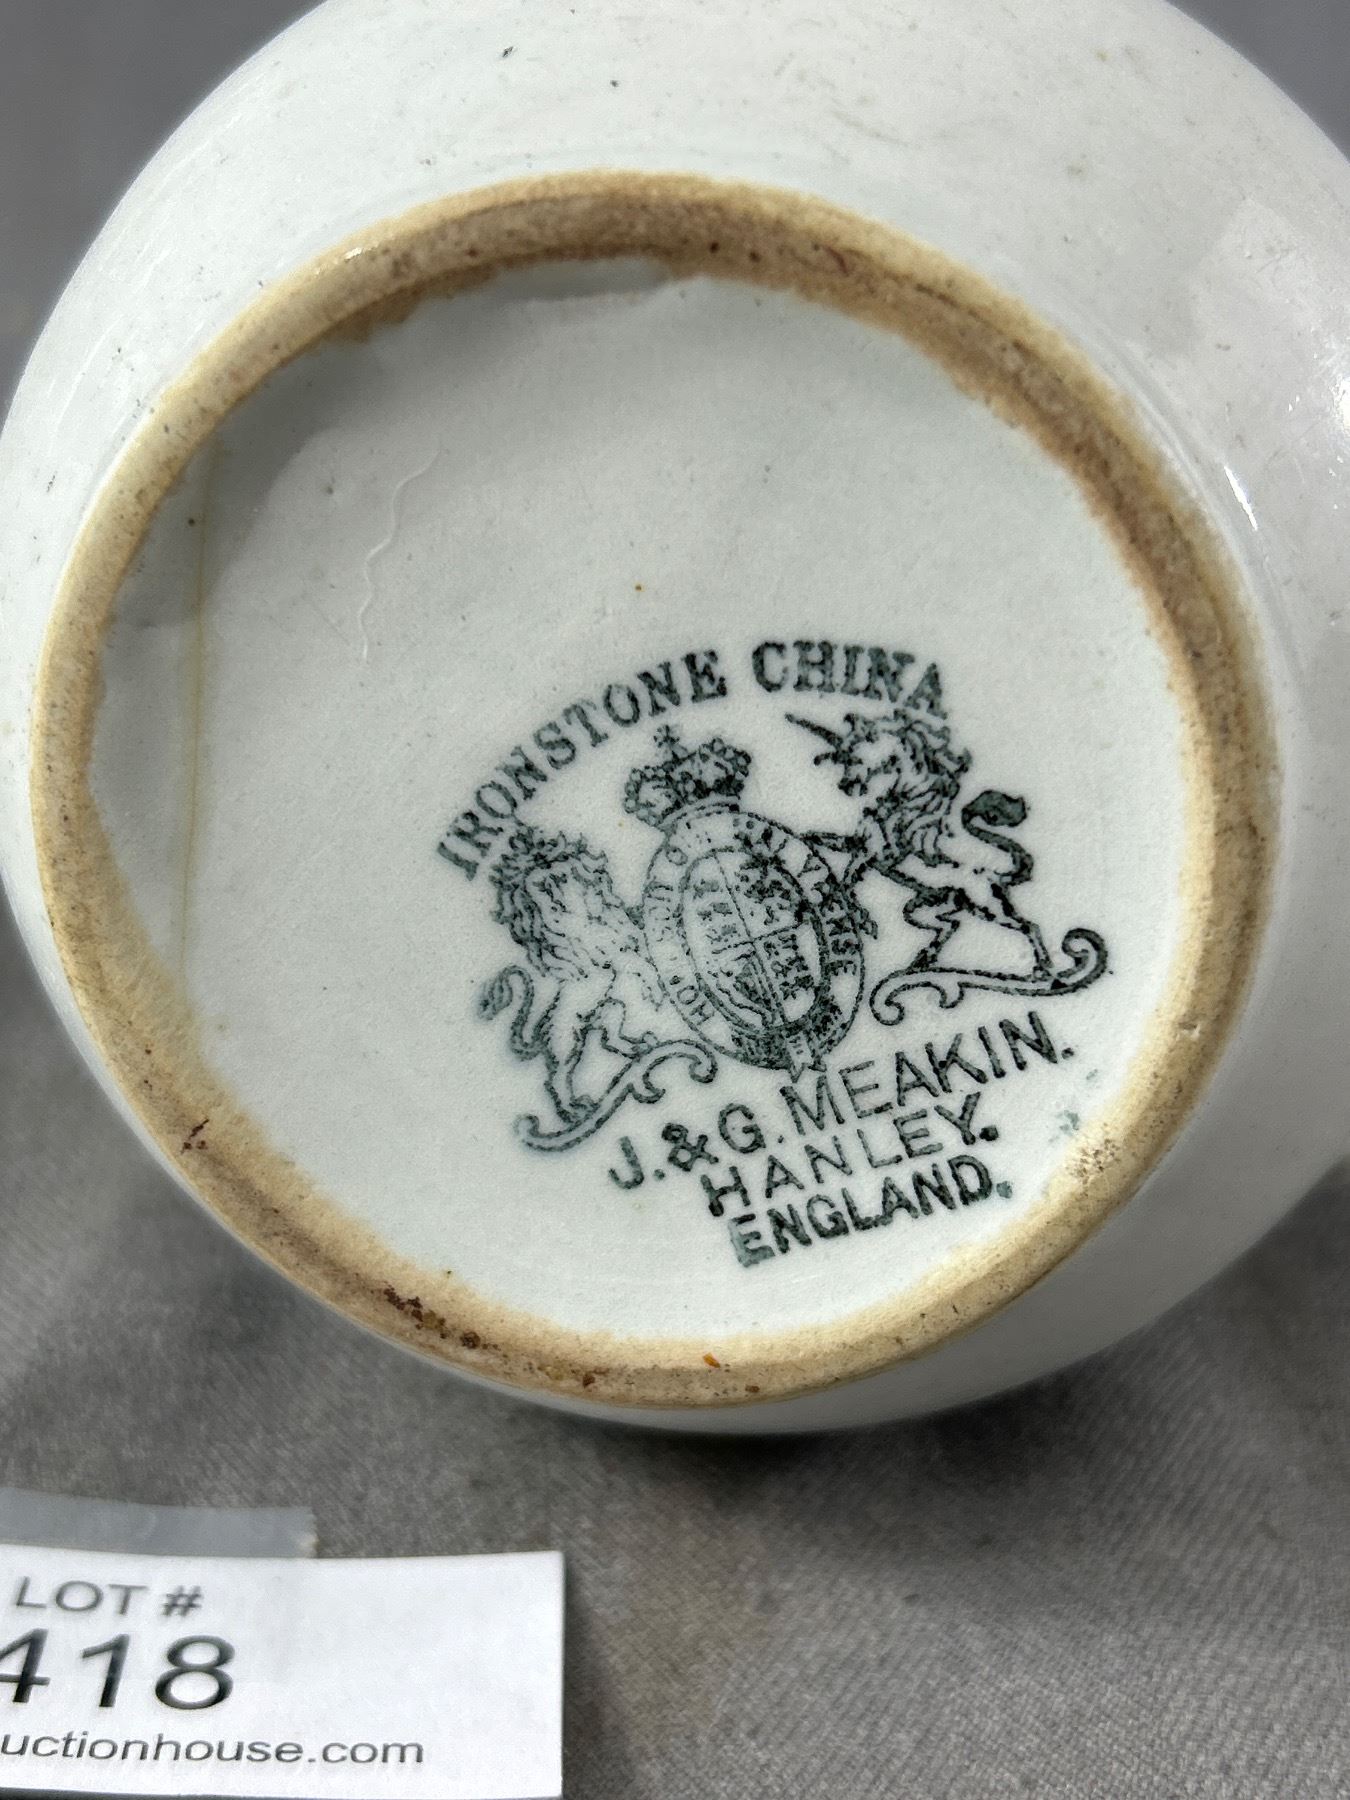 IRONSTONE CHINA
J. & G. MEAKIN.
HANLEY.
ENGLAND.
LOT #
418
uctionhouse.com